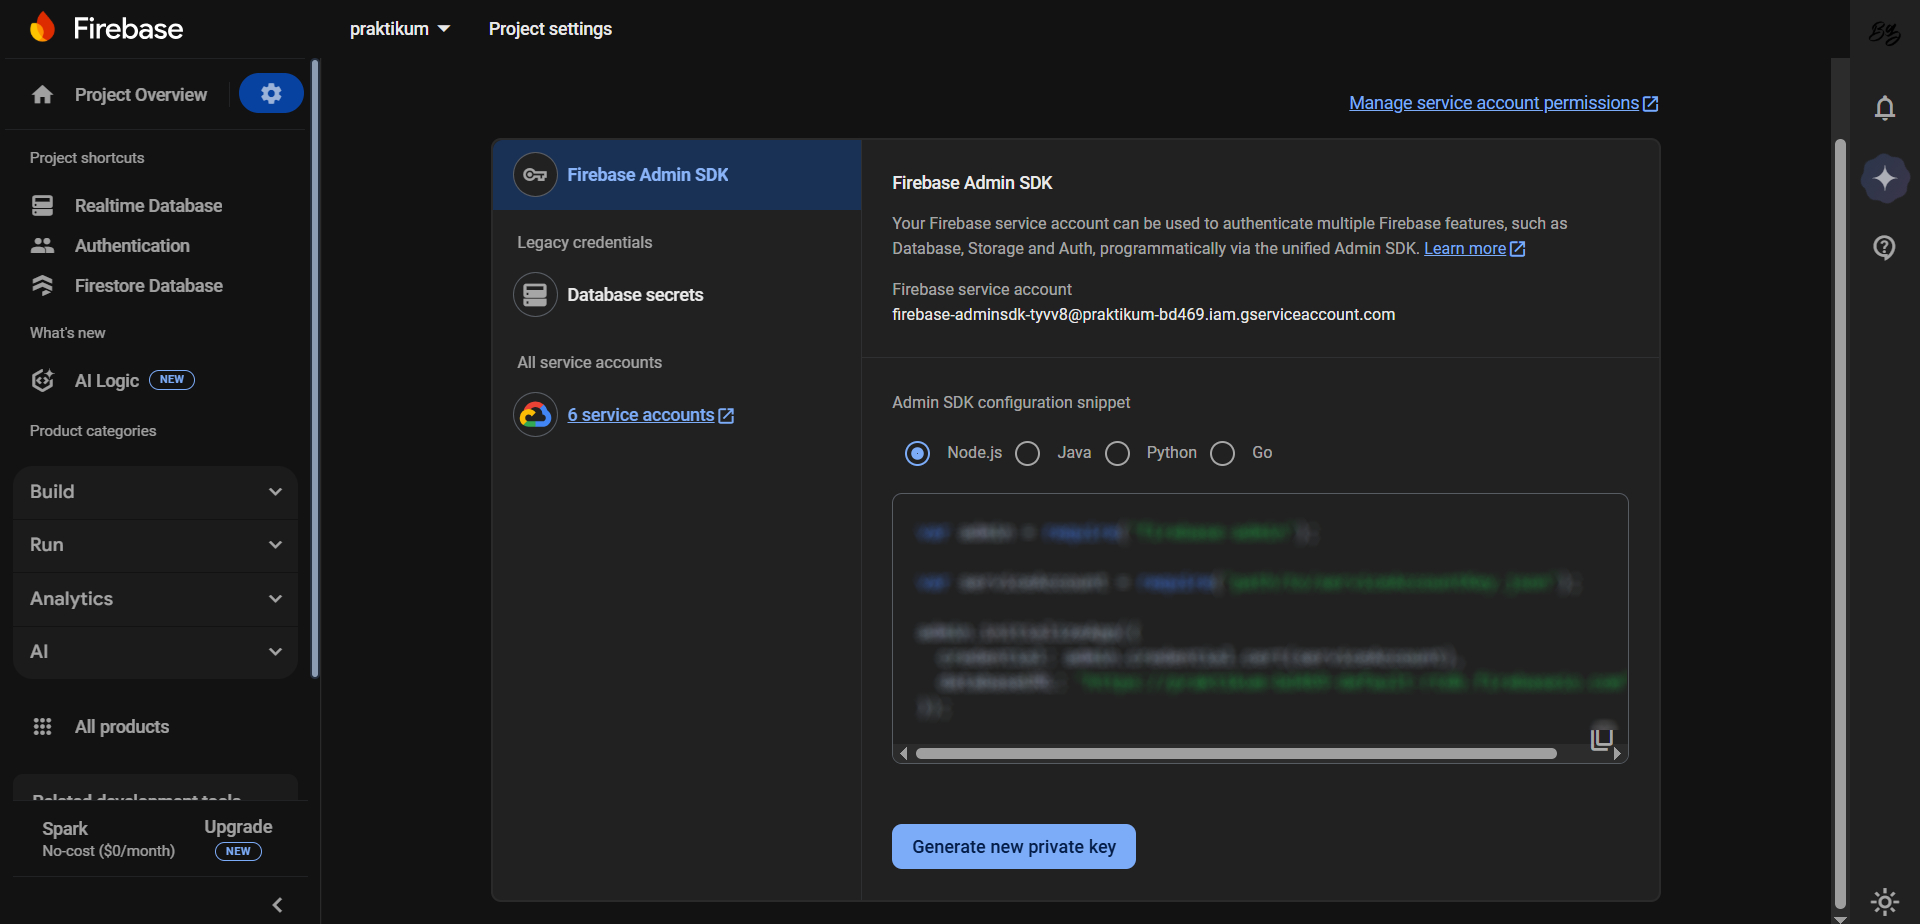 Firebase
praktikum
Project settings
Project Overview
Project shortcuts
Realtime Database
Authentication
Firestore Database
What's new
AI Logic NEW
Product categories
Build
Run
Analytics
AI
All products
Related development tools
Spark
No-cost ($0/month)
Upgrade
NEW
Manage service account permissions
Firebase Admin SDK
Legacy credentials
Database secrets
All service accounts
6 service accounts
Firebase Admin SDK
Your Firebase service account can be used to authenticate multiple Firebase features, such as
Database, Storage and Auth, programmatically via the unified Admin SDK. Learn more
Firebase service account
firebase-adminsdk-tyvv8@praktikum-bd469.iam.gserviceaccount.com
Admin SDK configuration snippet
Node.js Java Python Go
Generate new private key